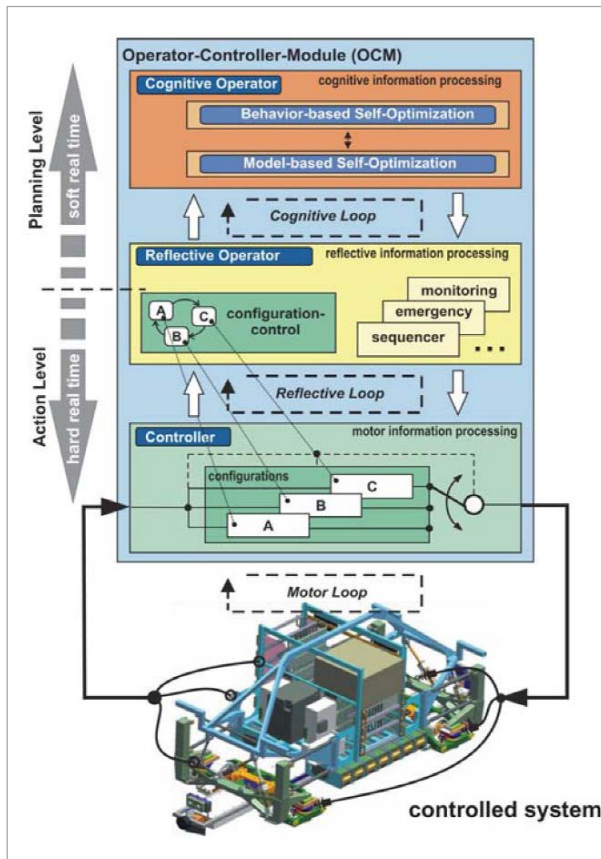 Operator-Controller-Module (OCM)
Cognitive Operator
cognitive information processing
Behavior-based Self-Optimization
Model-based Self-Optimization
Planning Level
soft real time
Cognitive Loop
Reflective Operator
reflective information processing
A
B
C
configuration-
control
monitoring
emergency
sequencer
...
Action Level
hard real time
Reflective Loop
Controller
motor information processing
configurations
C
B
A
Motor Loop
controlled system